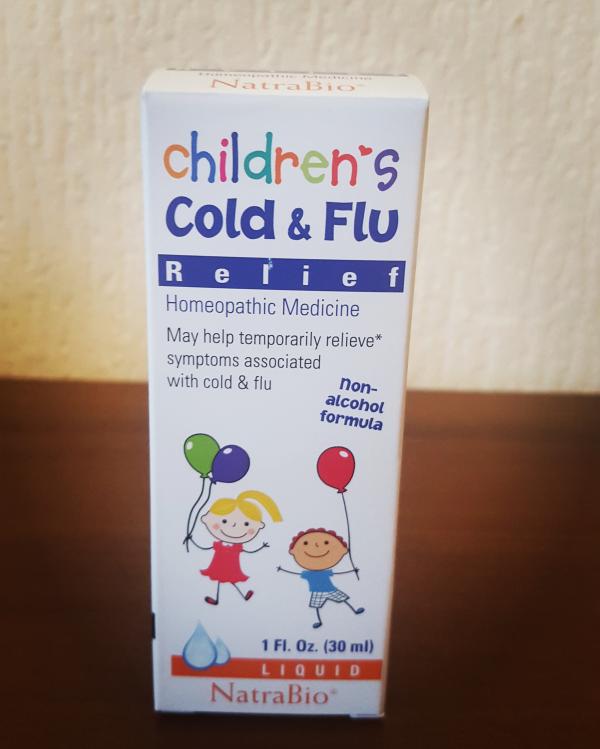 Homeopathic Medicine
NatraBio®
children's
Cold & Flu
Relief
Homeopathic Medicine
May help temporarily relieve*
symptoms associated
with cold & flu
Non-
alcohol
formula
1 Fl. Oz. (30 ml)
LIQUID
NatraBio®